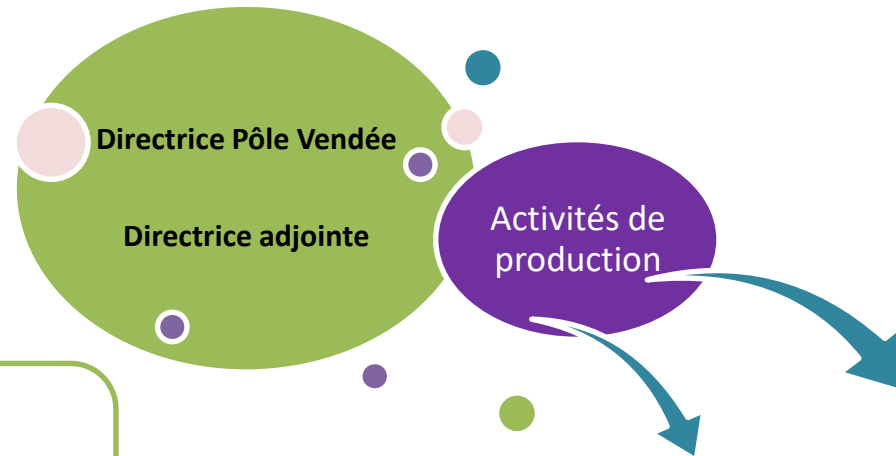 Directrice Pôle Vendée
Directrice adjointe
Activités de
production